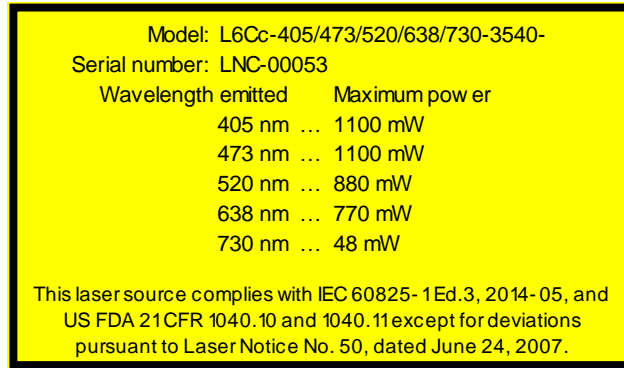 Model: L6Cc-405/473/520/638/730-3540-
Serial number: LNC-00053
Wavelength emitted Maximum power
405 nm ... 1100 mW
473 nm ... 1100 mW
520 nm ... 880 mW
638 nm ... 770 mW
730 nm ... 48 mW
This laser source complies with IEC 60825-1 Ed.3, 2014-05, and
US FDA 21 CFR 1040.10 and 1040.11 except for deviations
pursuant to Laser Notice No. 50, dated June 24, 2007.